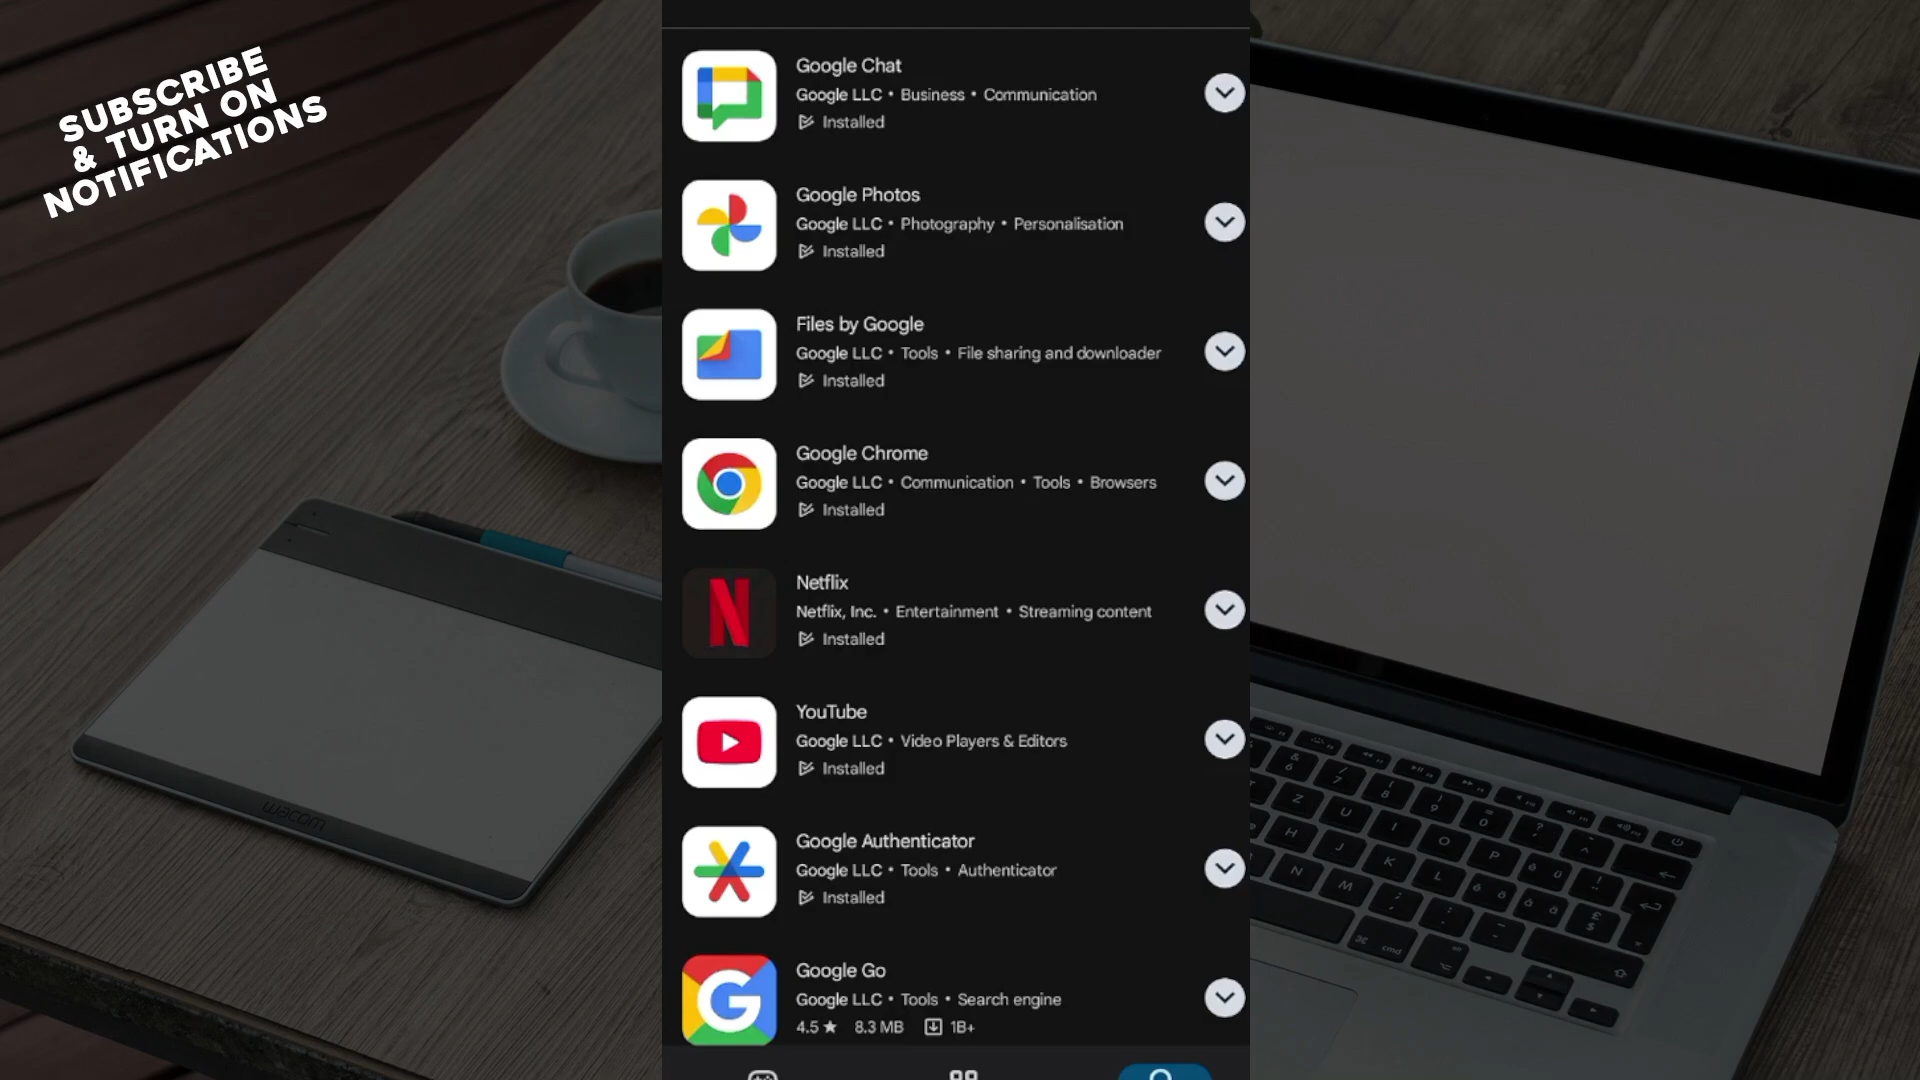 SUBSCRIBE
& TURN ON
NOTIFICATIONS
Google Chat
Google LLC • Business • Communication
Installed
Google Photos
Google LLC • Photography • Personalisation
Installed
Files by Google
Google LLC • Tools • File sharing and downloader
Installed
Google Chrome
Google LLC • Communication • Tools • Browsers
Installed
Netflix
Netflix, Inc. • Entertainment • Streaming content
Installed
YouTube
Google LLC • Video Players & Editors
Installed
Google Authenticator
Google LLC • Tools • Authenticator
Installed
Google Go
Google LLC • Tools • Search engine
4.5 ★ 8.3 MB 1B+
wacom